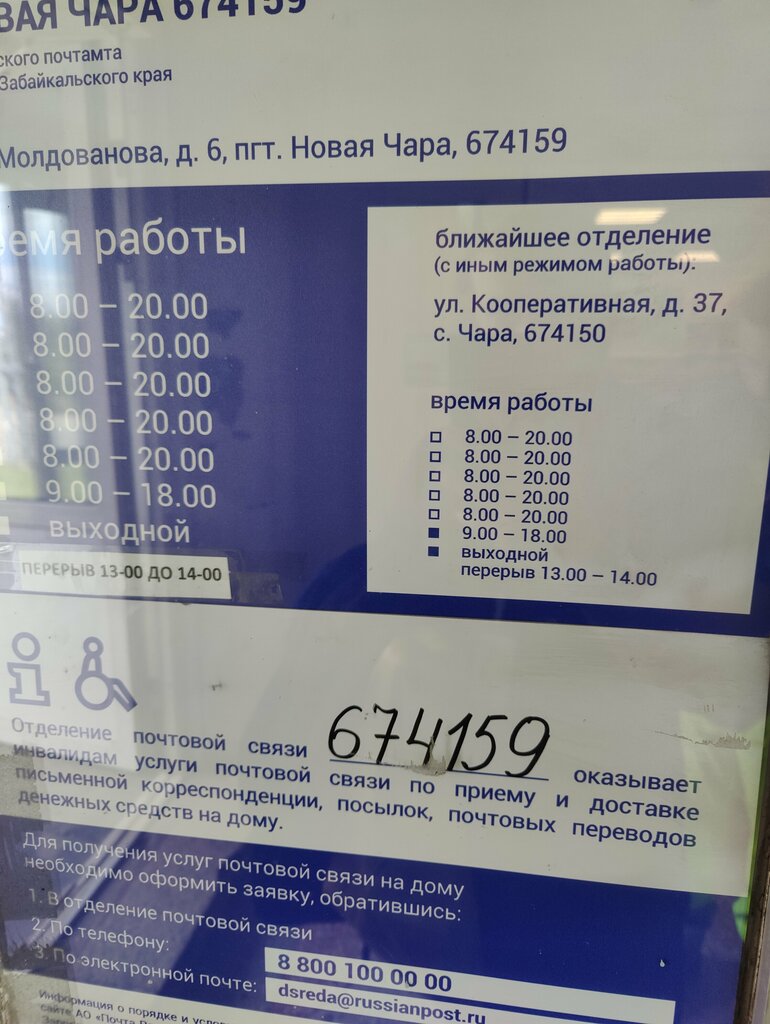 ВАЯ ЧАРА 674159
ского почтамта
Забайкальского края
Молдованова, д. 6, пгт. Новая Чара, 674159
емя работы
8.00 – 20.00
8.00 – 20.00
8.00 – 20.00
8.00 – 20.00
8.00 – 20.00
9.00 – 18.00
выходной
ПЕРЕРЫВ 13-00 ДО 14-00
ближайшее отделение
(с иным режимом работы):
ул. Кооперативная, д. 37,
с. Чара, 674150
время работы
8.00 – 20.00
8.00 – 20.00
8.00 – 20.00
8.00 – 20.00
8.00 – 20.00
9.00 – 18.00
выходной
перерыв 13.00 – 14.00
Отделение почтовой связи 674159 оказывает
инвалидам услуги почтовой связи по приему и доставке
письменной корреспонденции, посылок, почтовых переводов
денежных средств на дому.
Для получения услуг почтовой связи на дому
необходимо оформить заявку, обратившись:
1. В отделение почтовой связи
2. По телефону:
8 800 100 00 00
3. По электронной почте:
dsreda@russianpost.ru
Информация о порядке и усло
сайте АО «Почта